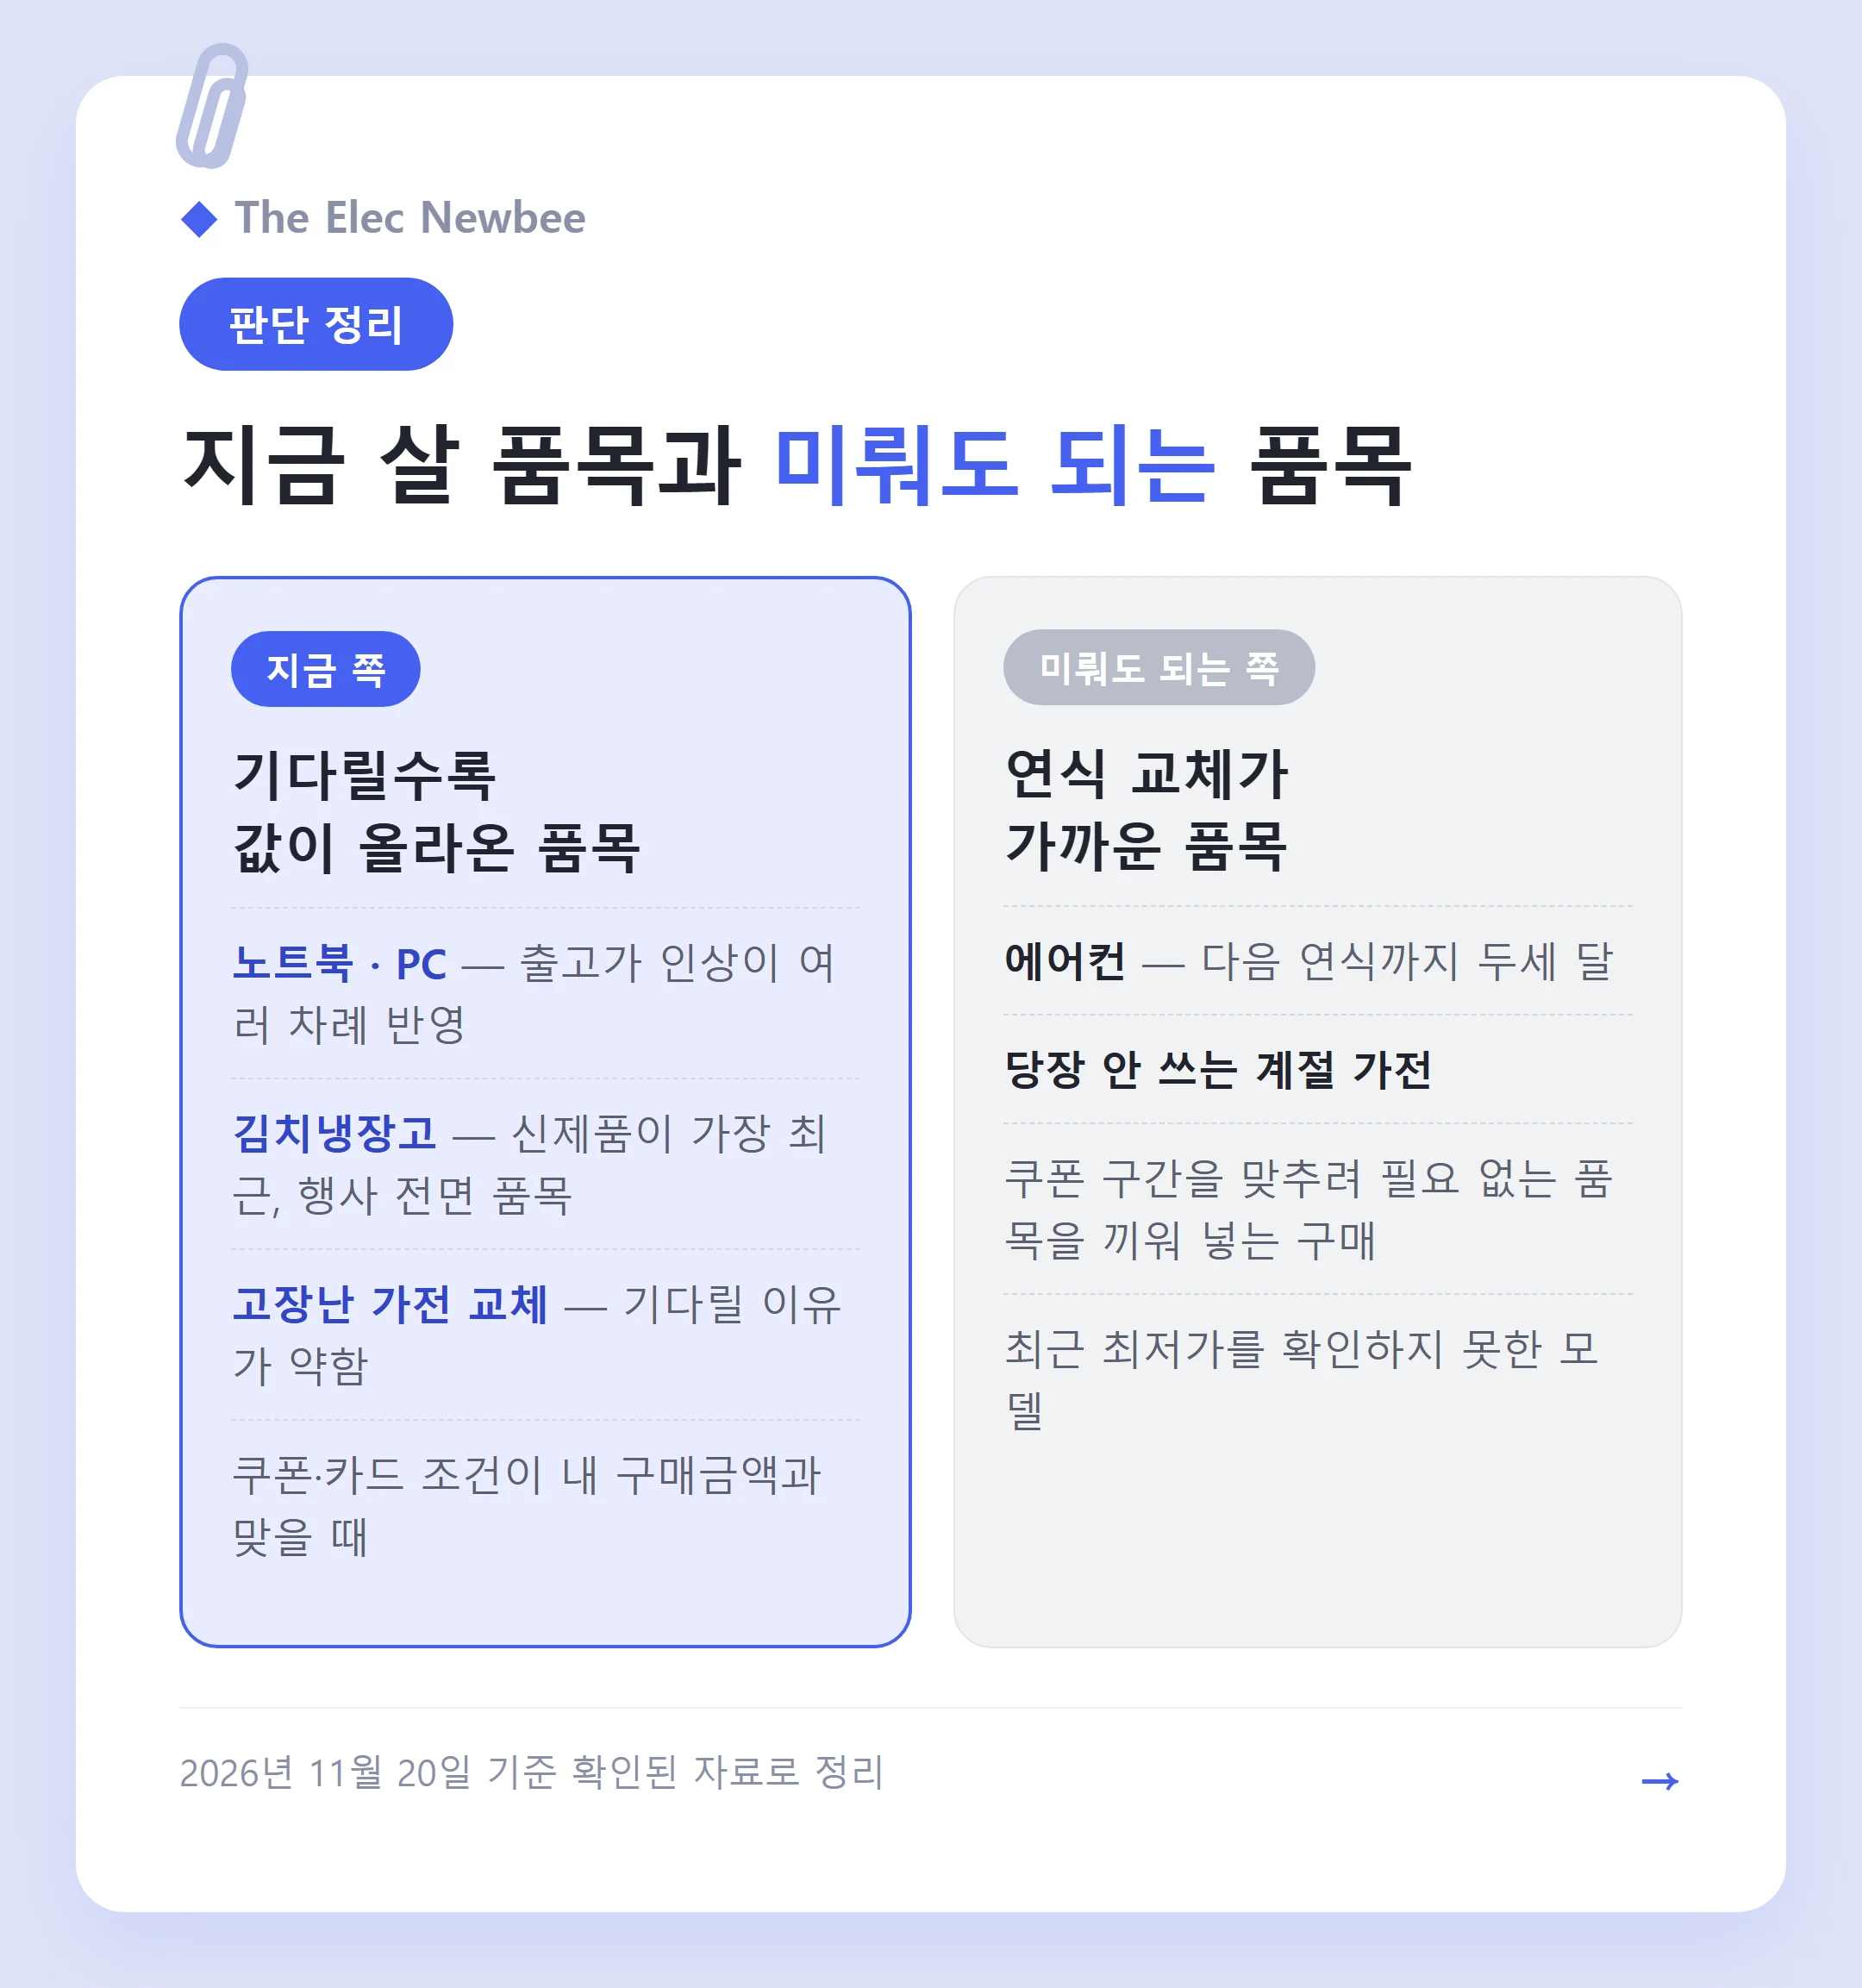 The Elec Newbee
판단 정리
지금 살 품목과 미뤄도 되는 품목
지금 쪽
기다릴수록
값이 올라온 품목
노트북 · PC — 출고가 인상이 여
러 차례 반영
김치냉장고 — 신제품이 가장 최
근, 행사 전면 품목
고장난 가전 교체 — 기다릴 이유
가 약함
쿠폰·카드 조건이 내 구매금액과
맞을 때
미뤄도 되는 쪽
연식 교체가
가까운 품목
에어컨 — 다음 연식까지 두세 달
당장 안 쓰는 계절 가전
쿠폰 구간을 맞추려 필요 없는 품
목을 끼워 넣는 구매
최근 최저가를 확인하지 못한 모
델
2026년 11월 20일 기준 확인된 자료로 정리
→